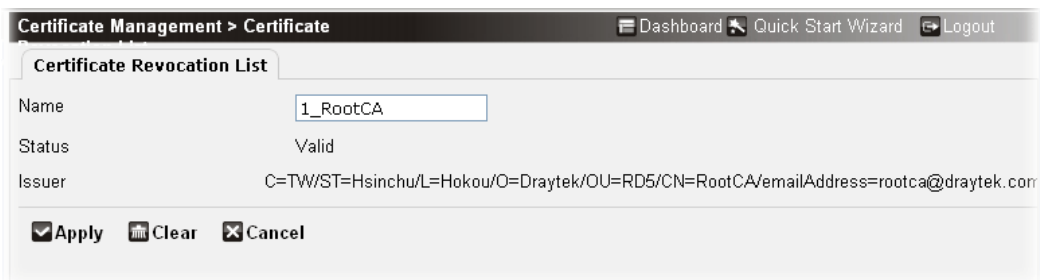 Certificate Management > Certificate
Dashboard Quick Start Wizard Logout
Certificate Revocation List
Name 1_RootCA
Status Valid
Issuer C=TW/ST=Hsinchu/L=Hokou/O=Draytek/OU=RD5/CN=RootCA/emailAddress=rootca@draytek.com
Apply Clear Cancel